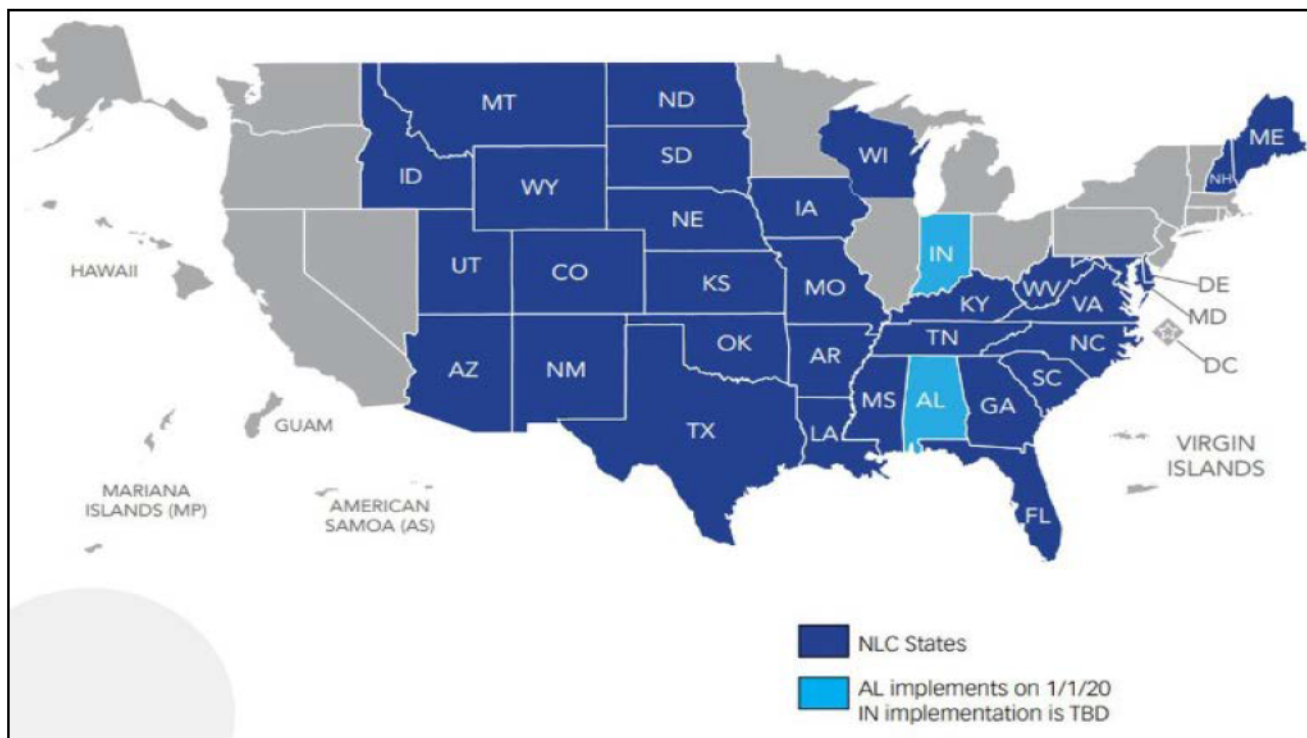 MT
ND
ME
ID
SD
WI
NH
WY
NE
IA
UT
CO
IN
HAWAII
KS
MO
WV
DE
KY
VA
MD
AZ
NM
OK
AR
TN
NC
DC
SC
MS
AL
GA
GUAM
TX
LA
VIRGIN
ISLANDS
MARIANA
ISLANDS (MP)
AMERICAN
SAMOA (AS)
FL
NLC States
AL implements on 1/1/20
IN implementation is TBD